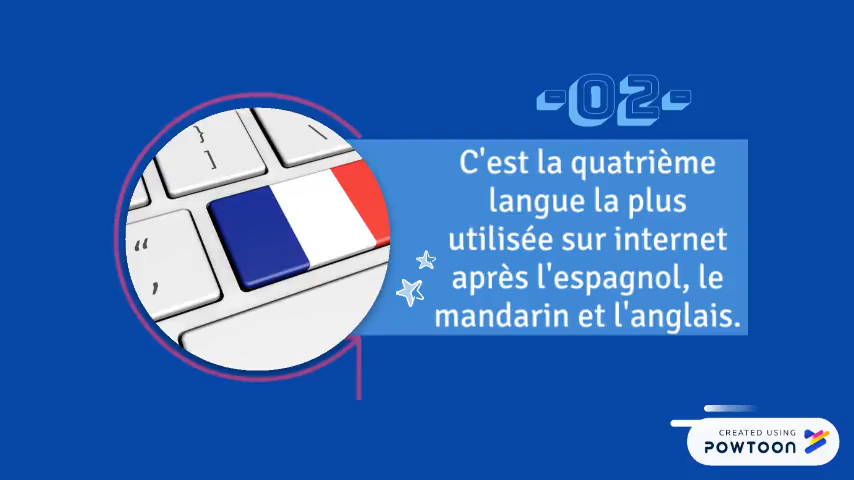 -02-
C'est la quatrième
langue la plus
utilisée sur internet
après l'espagnol, le
mandarin et l'anglais.
}
]
\
“
,
CREATED USING
POWTOON